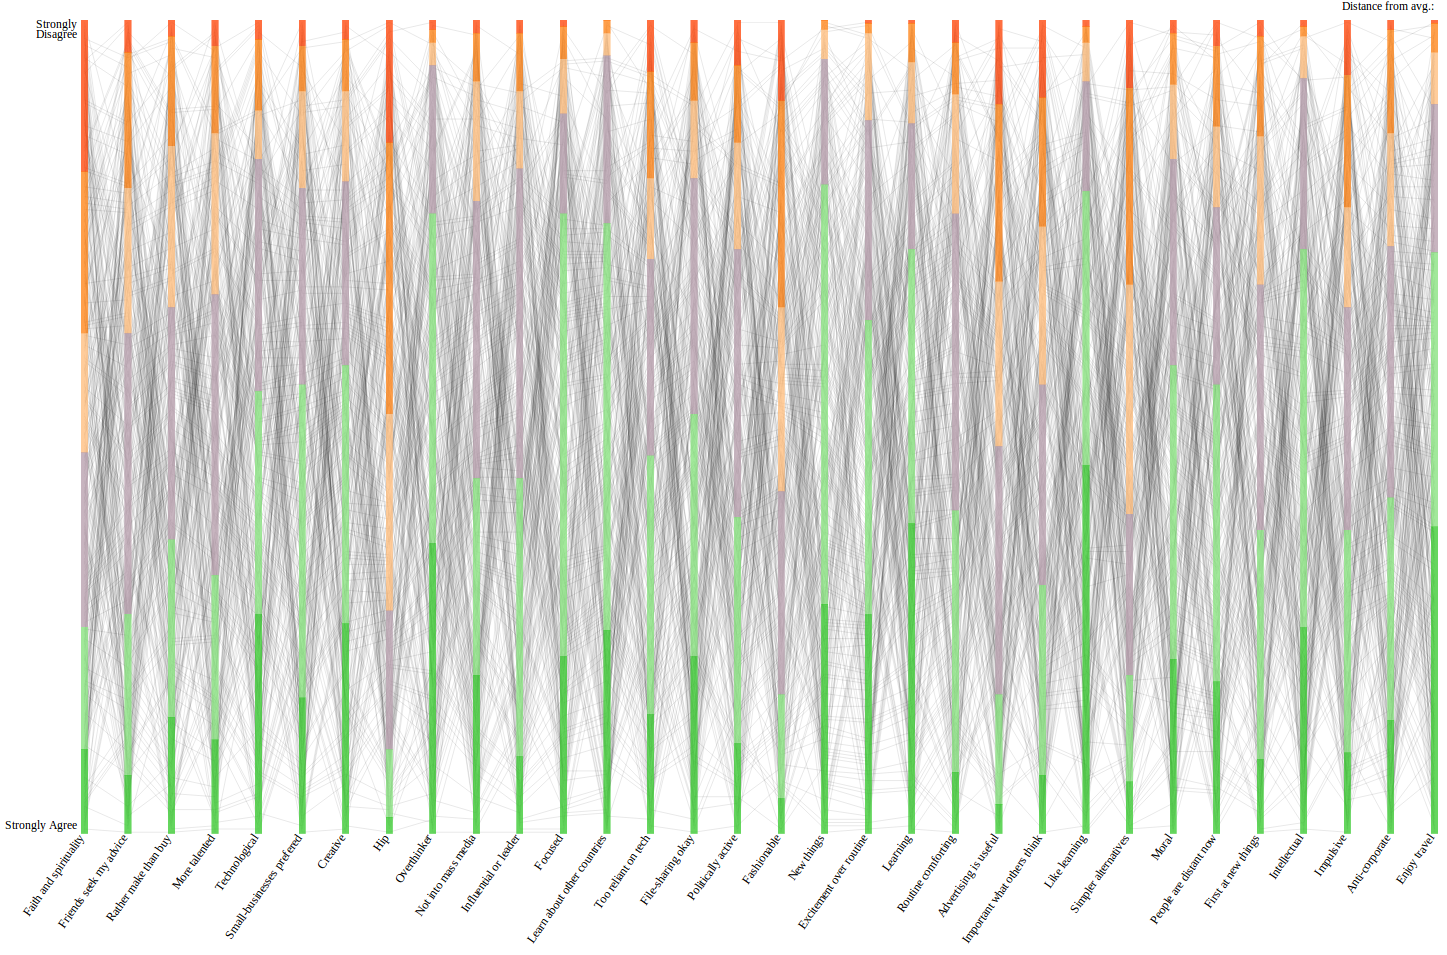 Distance from avg.:
Strongly
Disagree
Strongly Agree
Faith and spirituality
Friends seek my advice
Rather make than buy
More talented
Technological
Small-businesses prefered
Creative
Hip
Overthinker
Not into mass media
Influential or leader
Focused
Learn about other countries
Too reliant on tech
File-sharing okay
Politically active
Fashionable
New things
Excitement over routine
Learning
Routine comforting
Advertising is useful
Important what others think
Like learning
Simpler alternatives
Moral
People are distant now
First at new things
Intellectual
Impulsive
Anti-corporate
Enjoy travel